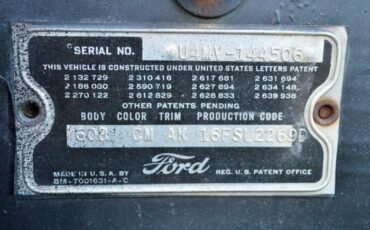 SERIAL NO. U4NV-144506
THIS VEHICLE IS CONSTRUCTED UNDER UNITED STATES LETTERS PATENT
2 132 729 2 310 416 2 617 681 2 631 694
2 186 030 2 590 719 2 627 894 2 634 148
2 270 122 2 612 829 2 628 833 2 639 938
OTHER PATENTS PENDING
BODY COLOR TRIM PRODUCTION CODE
60B CM AK 16FSL2269D
Ford
MADE IN U.S.A. BY REG. U.S. PATENT OFFICE
BM-7001631-A-C